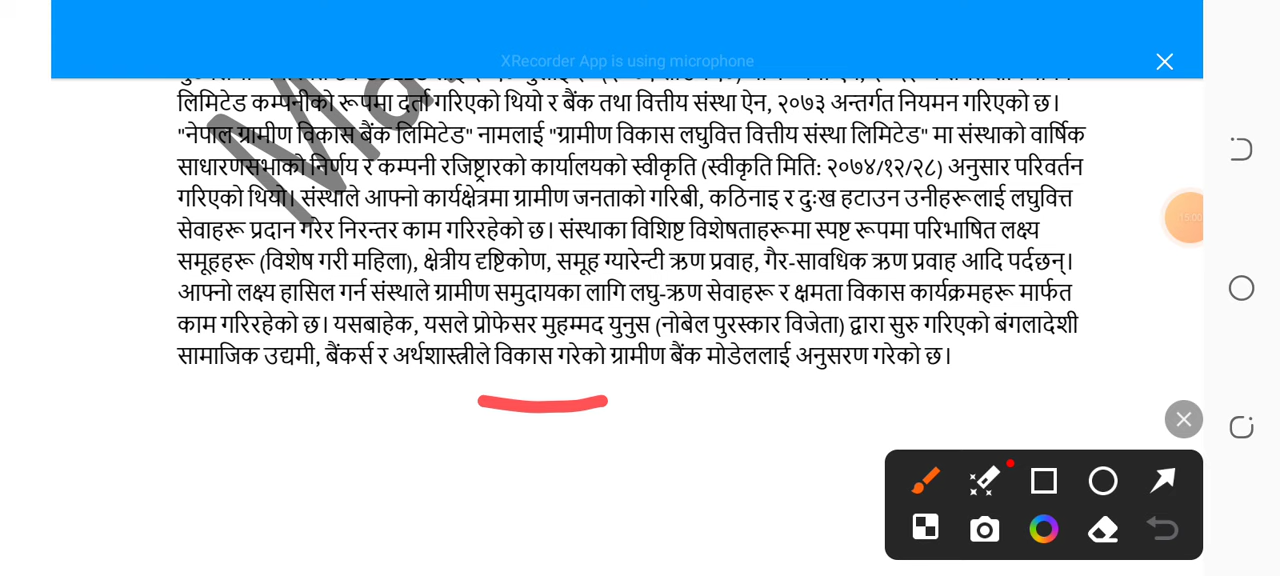 XRecorder App is using microphone
लिमिटेड कम्पनीको रूपमा दर्ता गरिएको थियो र बैंक तथा वित्तीय संस्था ऐन, २०७३ अन्तर्गत नियमन गरिएको छ।
"नेपाल ग्रामीण विकास बैंक लिमिटेड" नामलाई "ग्रामीण विकास लघुवित्त वित्तीय संस्था लिमिटेड" मा संस्थाको वार्षिक
साधारणसभाको निर्णय र कम्पनी रजिष्ट्रारको कार्यालयको स्वीकृति (स्वीकृति मिति: २०७४/१२/२८) अनुसार परिवर्तन
गरिएको थियो। संस्थाले आफ्नो कार्यक्षेत्रमा ग्रामीण जनताको गरिबी, कठिनाइ र दुःख हटाउन उनीहरूलाई लघुवित्त
सेवाहरू प्रदान गरेर निरन्तर काम गरिरहेको छ। संस्थाका विशिष्ट विशेषताहरूमा स्पष्ट रूपमा परिभाषित लक्ष्य
समूहहरू (विशेष गरी महिला), क्षेत्रीय दृष्टिकोण, समूह ग्यारेन्टी ऋण प्रवाह, गैर-सावधिक ऋण प्रवाह आदि पर्दछन्।
आफ्नो लक्ष्य हासिल गर्न संस्थाले ग्रामीण समुदायका लागि लघु-ऋण सेवाहरू र क्षमता विकास कार्यक्रमहरू मार्फत
काम गरिरहेको छ। यसबाहेक, यसले प्रोफेसर मुहम्मद युनुस (नोबेल पुरस्कार विजेता) द्वारा सुरु गरिएको बंगलादेशी
सामाजिक उद्यमी, बैंकर्स र अर्थशास्त्रीले विकास गरेको ग्रामीण बैंक मोडेललाई अनुसरण गरेको छ।